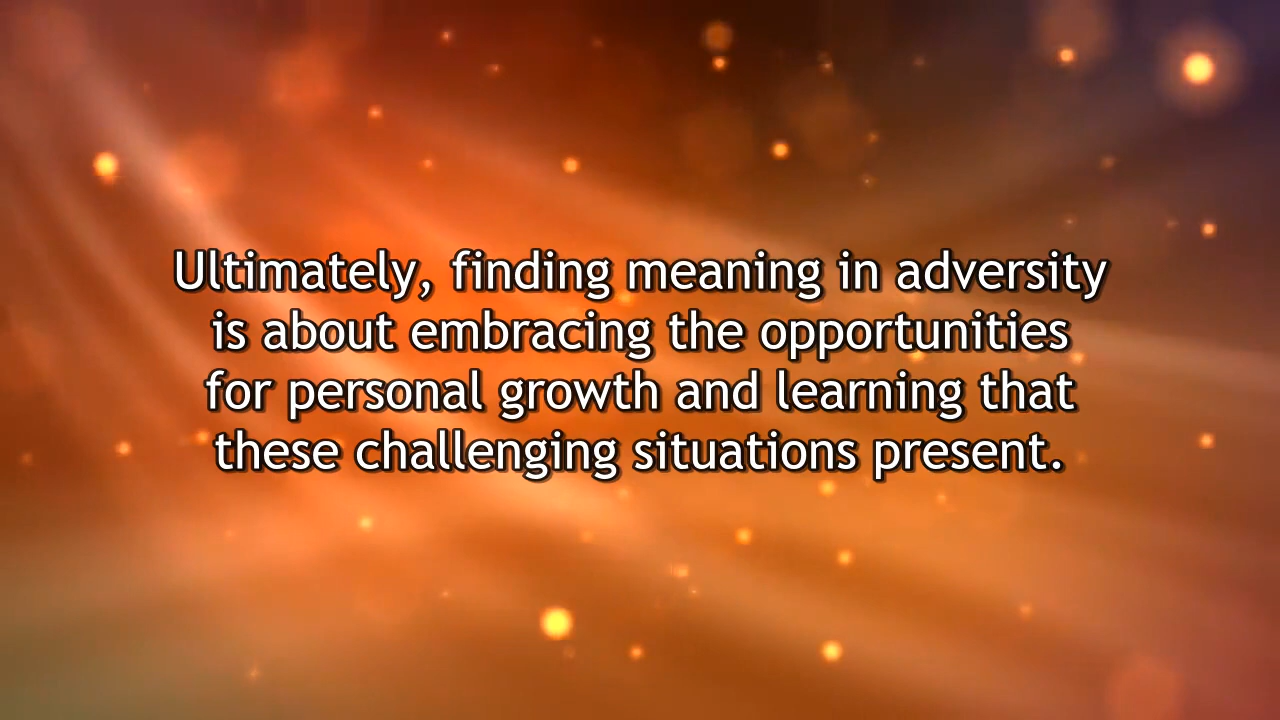 Ultimately, finding meaning in adversity
is about embracing the opportunities
for personal growth and learning that
these challenging situations present.